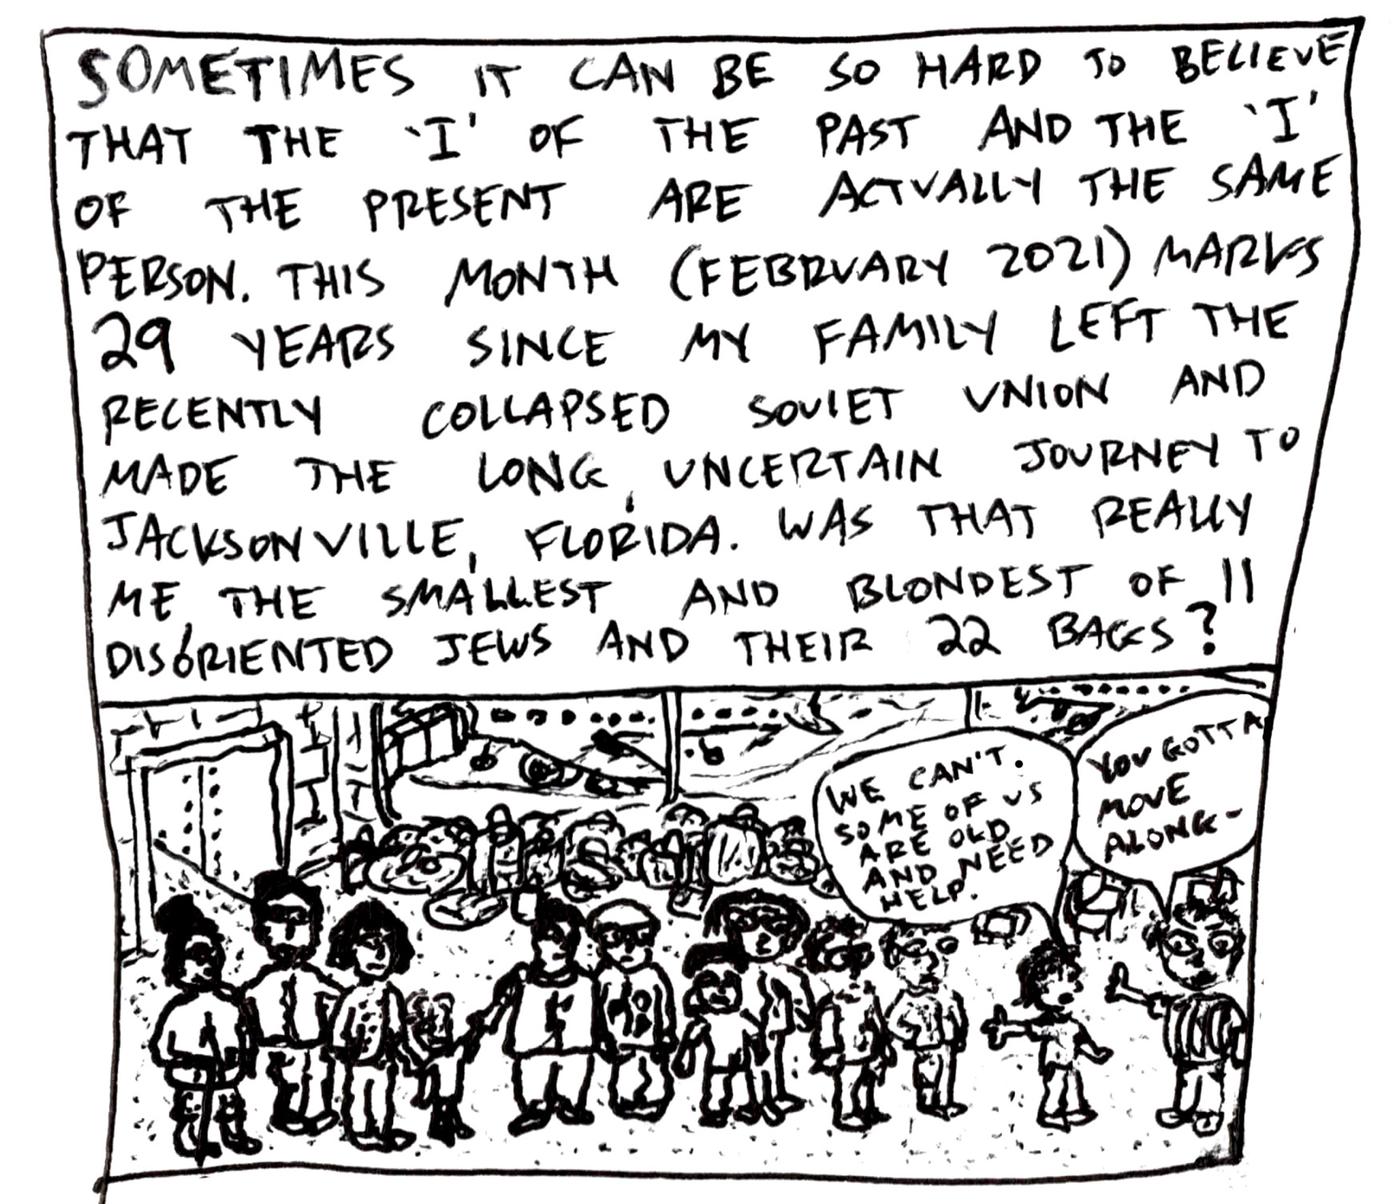 SOMETIMES IT CAN BE SO HARD TO BELIEVE
THAT THE 'I' OF THE PAST AND THE 'I'
OF THE PRESENT ARE ACTUALLY THE SAME
PERSON. THIS MONTH (FEBRUARY 2021) MARKS
29 YEARS SINCE MY FAMILY LEFT THE
RECENTLY COLLAPSED SOVIET UNION AND
MADE THE LONG, UNCERTAIN JOURNEY TO
JACKSONVILLE, FLORIDA. WAS THAT REALLY
ME, THE SMALLEST AND BLONDEST OF 11
DISORIENTED JEWS AND THEIR 22 BAGS?
WE CAN'T.
SOME OF US
ARE OLD
AND NEED
HELP.
YOU GOTTA
MOVE
ALONG-